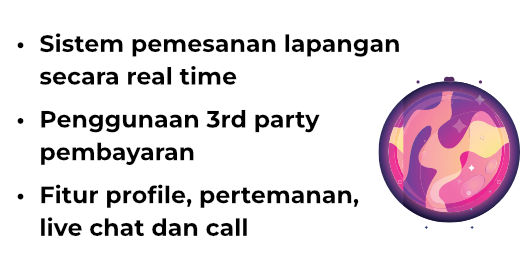 • Sistem pemesanan lapangan
secara real time
• Penggunaan 3rd party
pembayaran
• Fitur profile, pertemanan,
live chat dan call